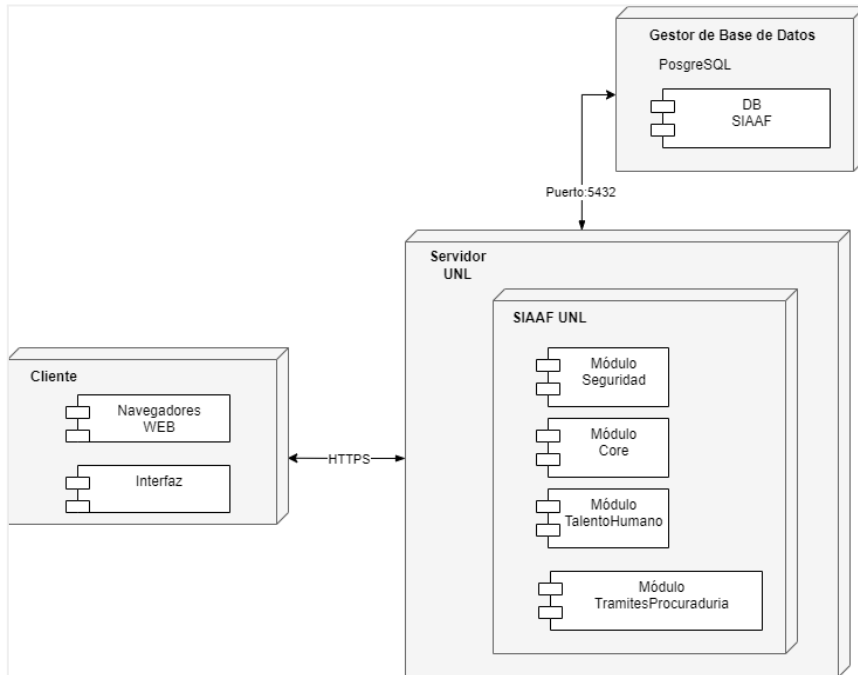 Gestor de Base de Datos
PosgreSQL
DB
SIAAF
Puerto:5432
Servidor
UNL
SIAAF UNL
Módulo
Seguridad
Módulo
Core
Módulo
TalentoHumano
Módulo
TramitesProcuraduria
Cliente
Navegadores
WEB
Interfaz
HTTPS